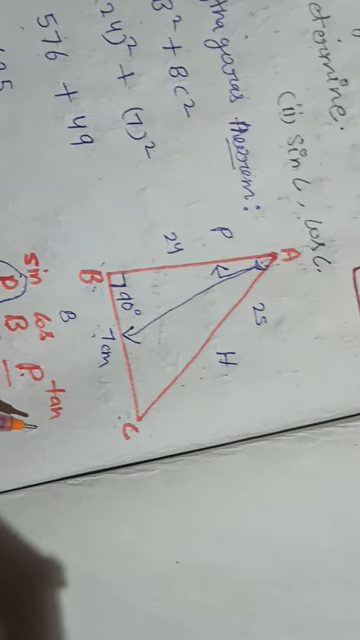 etermine.
(ii) sin C, cos C.
garas theorem:
B² + BC²
24)² + (7)²
576 + 49
A
P
24
25
H
B
90°
7cm
C
B
sin cos tan
P B P